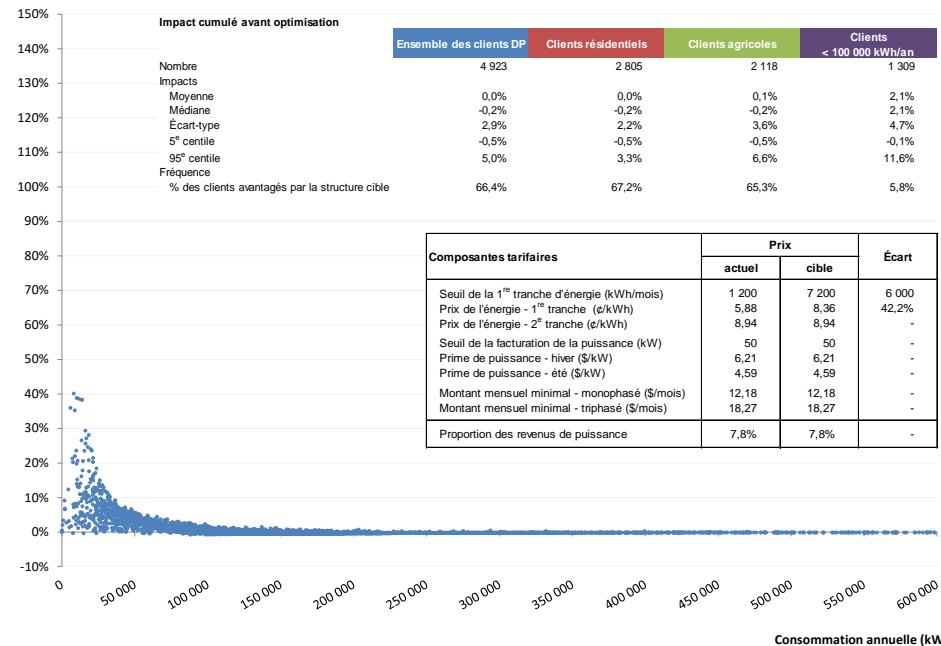 Impact cumulé avant optimisation
Ensemble des clients DP Clients résidentiels Clients agricoles Clients < 100 000 kWh/an
Nombre 4 923 2 805 2 118 1 309
Impacts
Moyenne 0,0% 0,0% 0,1% 2,1%
Médiane -0,2% -0,2% -0,2% 2,1%
Écart-type 2,9% 2,2% 3,6% 4,7%
5e centile -0,5% -0,5% -0,5% -0,1%
95e centile 5,0% 3,3% 6,6% 11,6%
Fréquence
% des clients avantagés par la structure cible 66,4% 67,2% 65,3% 5,8%
Composantes tarifaires Prix Écart
actuel cible
Seuil de la 1re tranche d'énergie (kWh/mois) 1 200 7 200 6 000
Prix de l'énergie - 1re tranche (¢/kWh) 5,88 8,36 42,2%
Prix de l'énergie - 2e tranche (¢/kWh) 8,94 8,94 -
Seuil de la facturation de la puissance (kW) 50 50 -
Prime de puissance - hiver ($/kW) 6,21 6,21 -
Prime de puissance - été ($/kW) 4,59 4,59 -
Montant mensuel minimal - monophasé ($/mois) 12,18 12,18 -
Montant mensuel minimal - triphasé ($/mois) 18,27 18,27 -
Proportion des revenus de puissance 7,8% 7,8% -
150%
140%
130%
120%
110%
100%
90%
80%
70%
60%
50%
40%
30%
20%
10%
0%
-10%
0 50 000 100 000 150 000 200 000 250 000 300 000 350 000 400 000 450 000 500 000 550 000 600 000
Consommation annuelle (kW